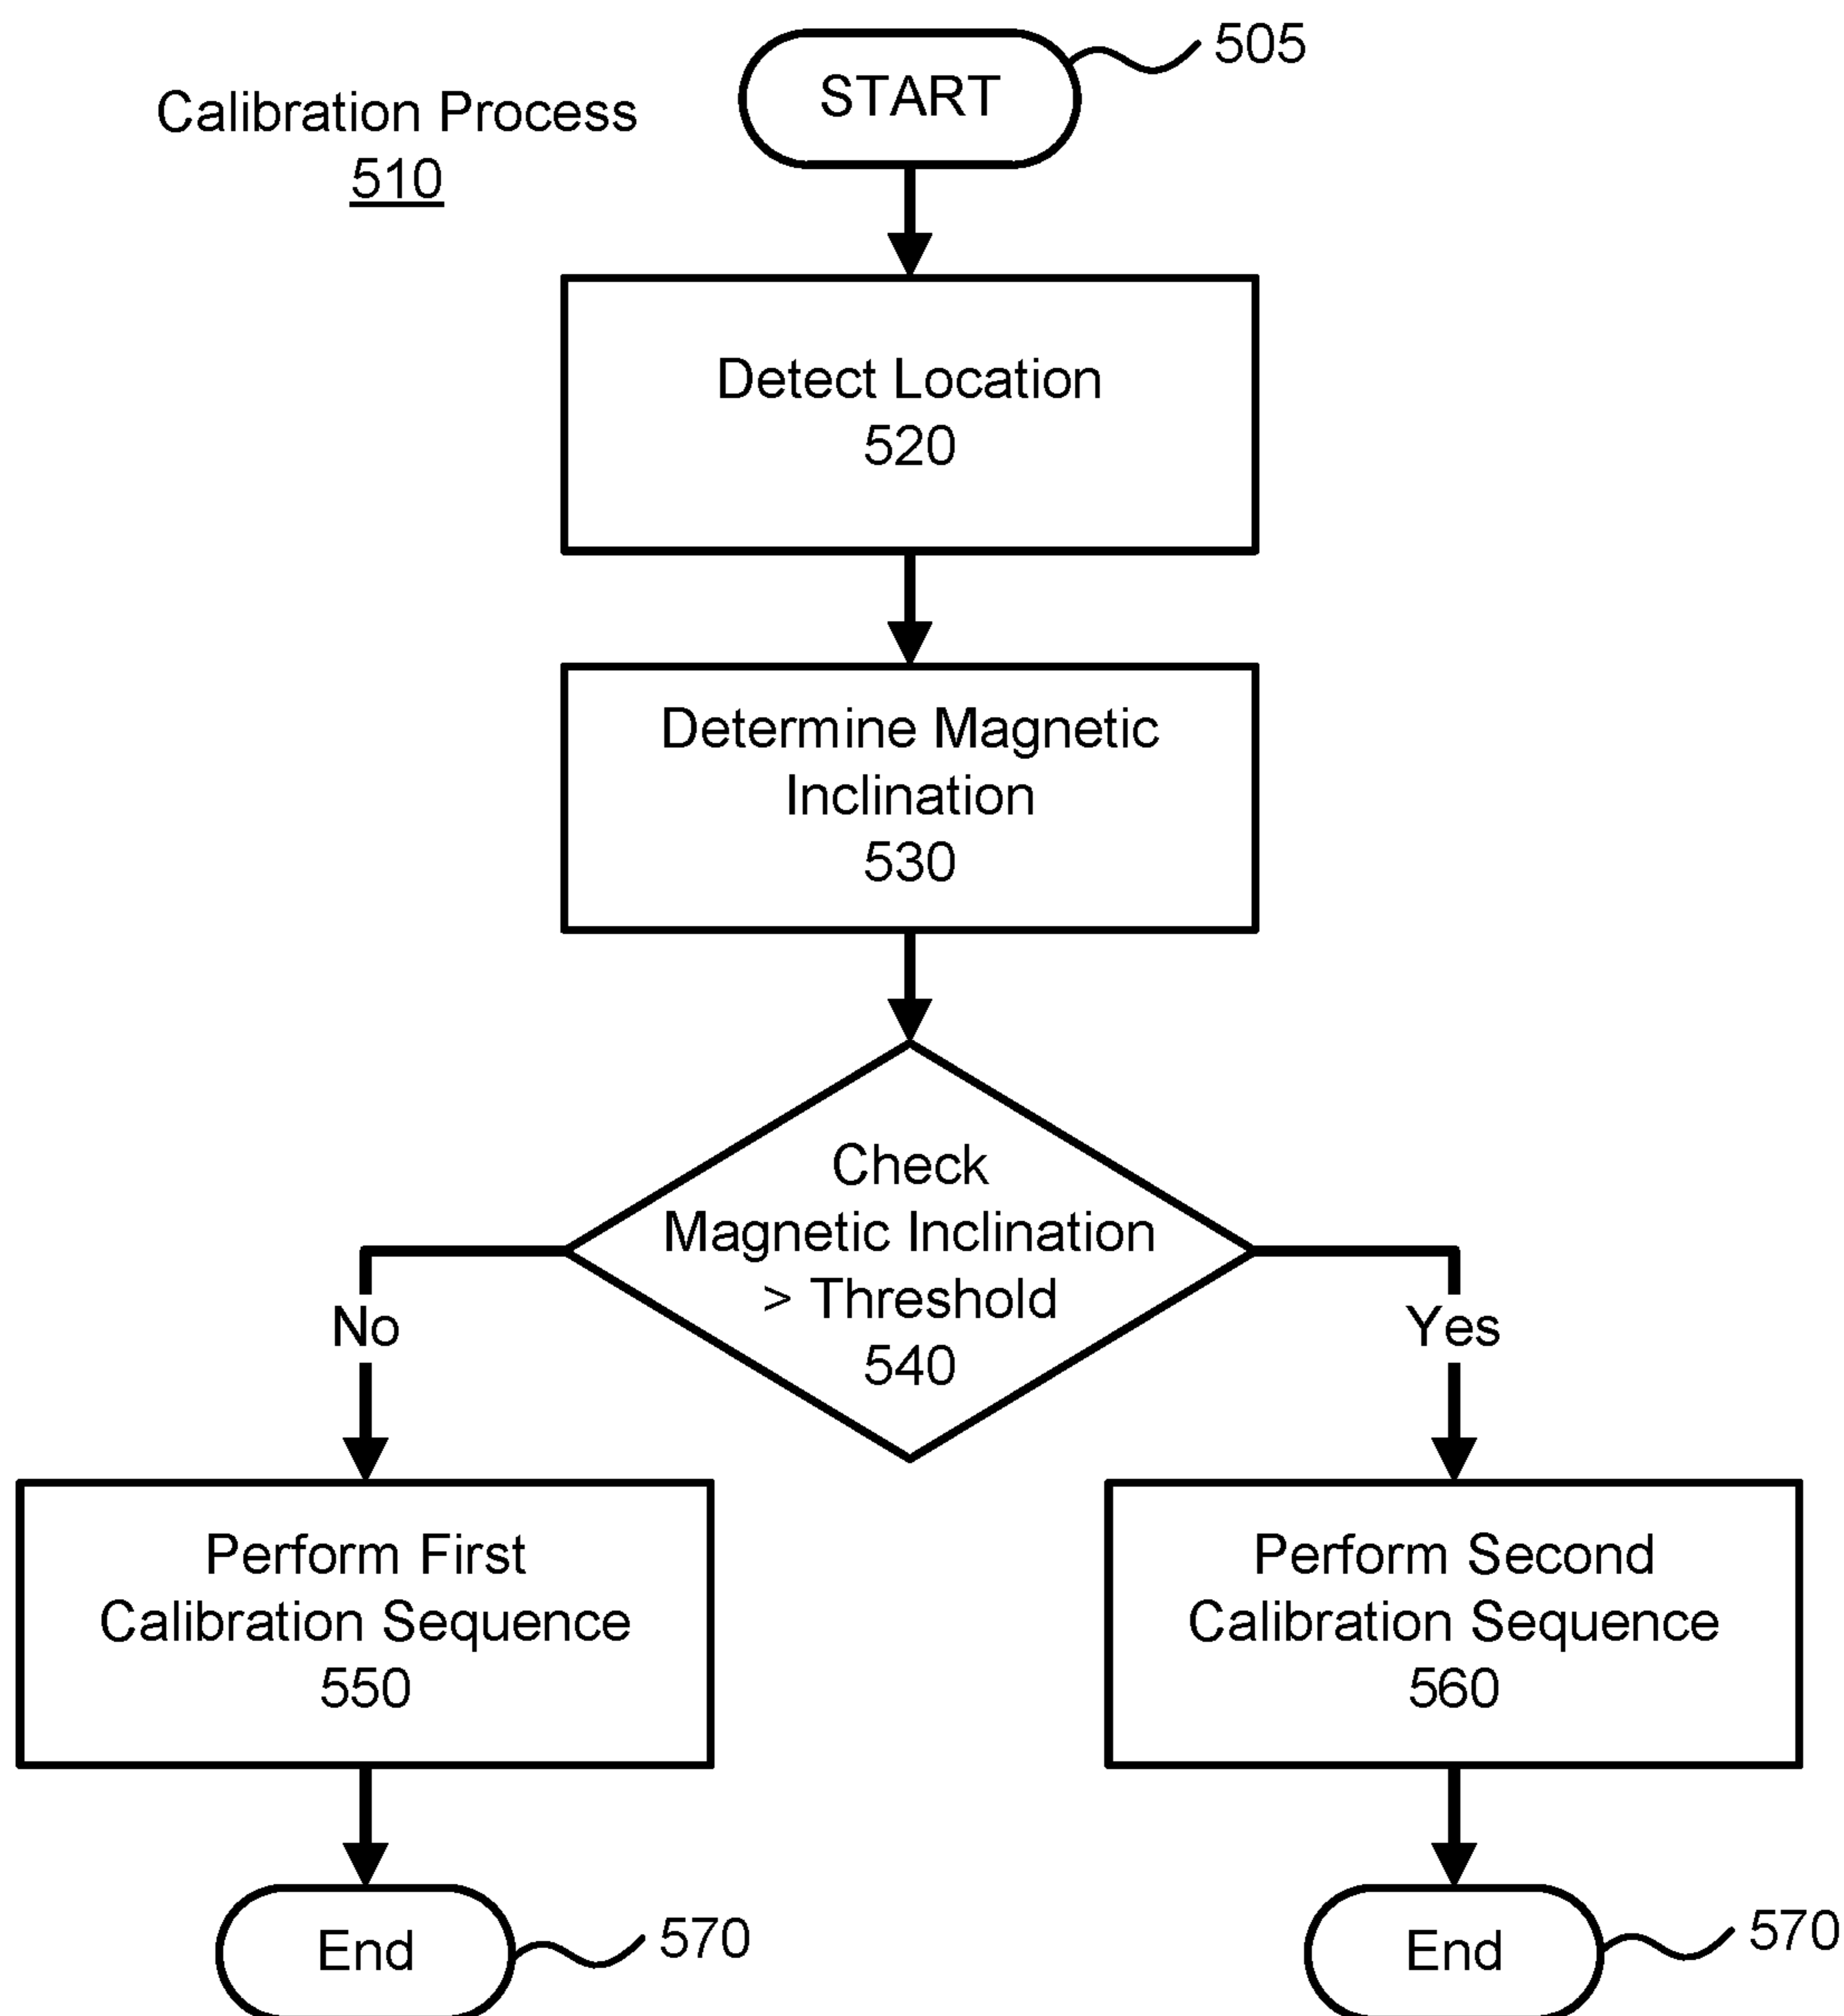 505
START
Calibration Process
510
Detect Location
520
Determine Magnetic
Inclination
530
Check
Magnetic Inclination
> Threshold
540
No
Yes
Perform First
Calibration Sequence
550
Perform Second
Calibration Sequence
560
End
570
End
570